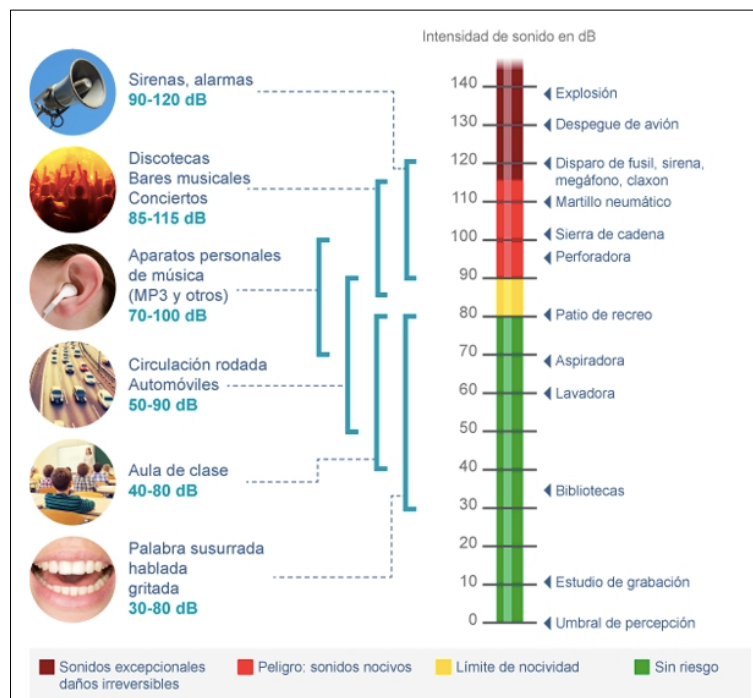 Intensidad de sonido en dB
Sirenas, alarmas
90-120 dB
Discotecas
Bares musicales
Conciertos
85-115 dB
Aparatos personales
de música
(MP3 y otros)
70-100 dB
Circulación rodada
Automóviles
50-90 dB
Aula de clase
40-80 dB
Palabra susurrada
hablada
gritada
30-80 dB
140
130
120
110
100
90
80
70
60
50
40
30
20
10
0
Explosión
Despegue de avión
Disparo de fusil, sirena,
megáfono, claxon
Martillo neumático
Sierra de cadena
Perforadora
Patio de recreo
Aspiradora
Lavadora
Bibliotecas
Estudio de grabación
Umbral de percepción
Sonidos excepcionales
daños irreversibles
Peligro: sonidos nocivos
Límite de nocividad
Sin riesgo